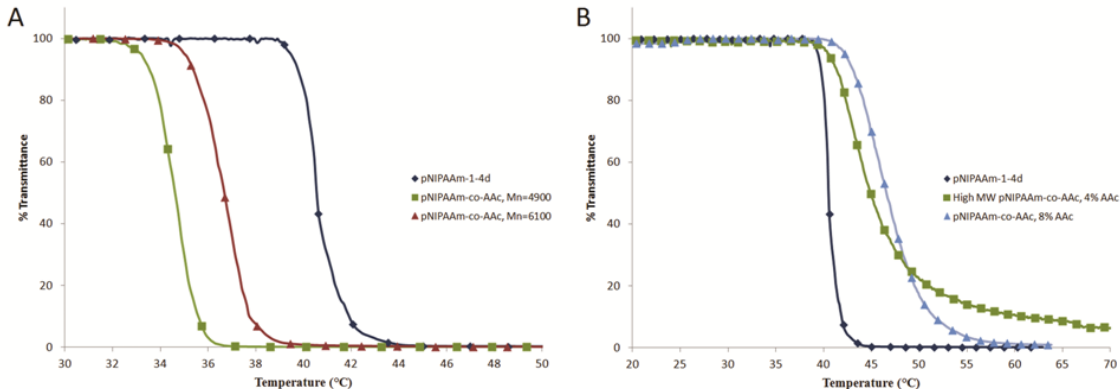 A
100
80
60
40
20
0
% Transmittance
30 32 34 36 38 40 42 44 46 48 50
Temperature (°C)
pNIPAAm-1-4d
pNIPAAm-co-AAc, Mn=4900
pNIPAAm-co-AAc, Mn=6100
B
100
80
60
40
20
0
% Transmittance
20 25 30 35 40 45 50 55 60 65 70
Temperature (°C)
pNIPAAm-1-4d
High MW pNIPAAm-co-AAc, 4% AAc
pNIPAAm-co-AAc, 8% AAc